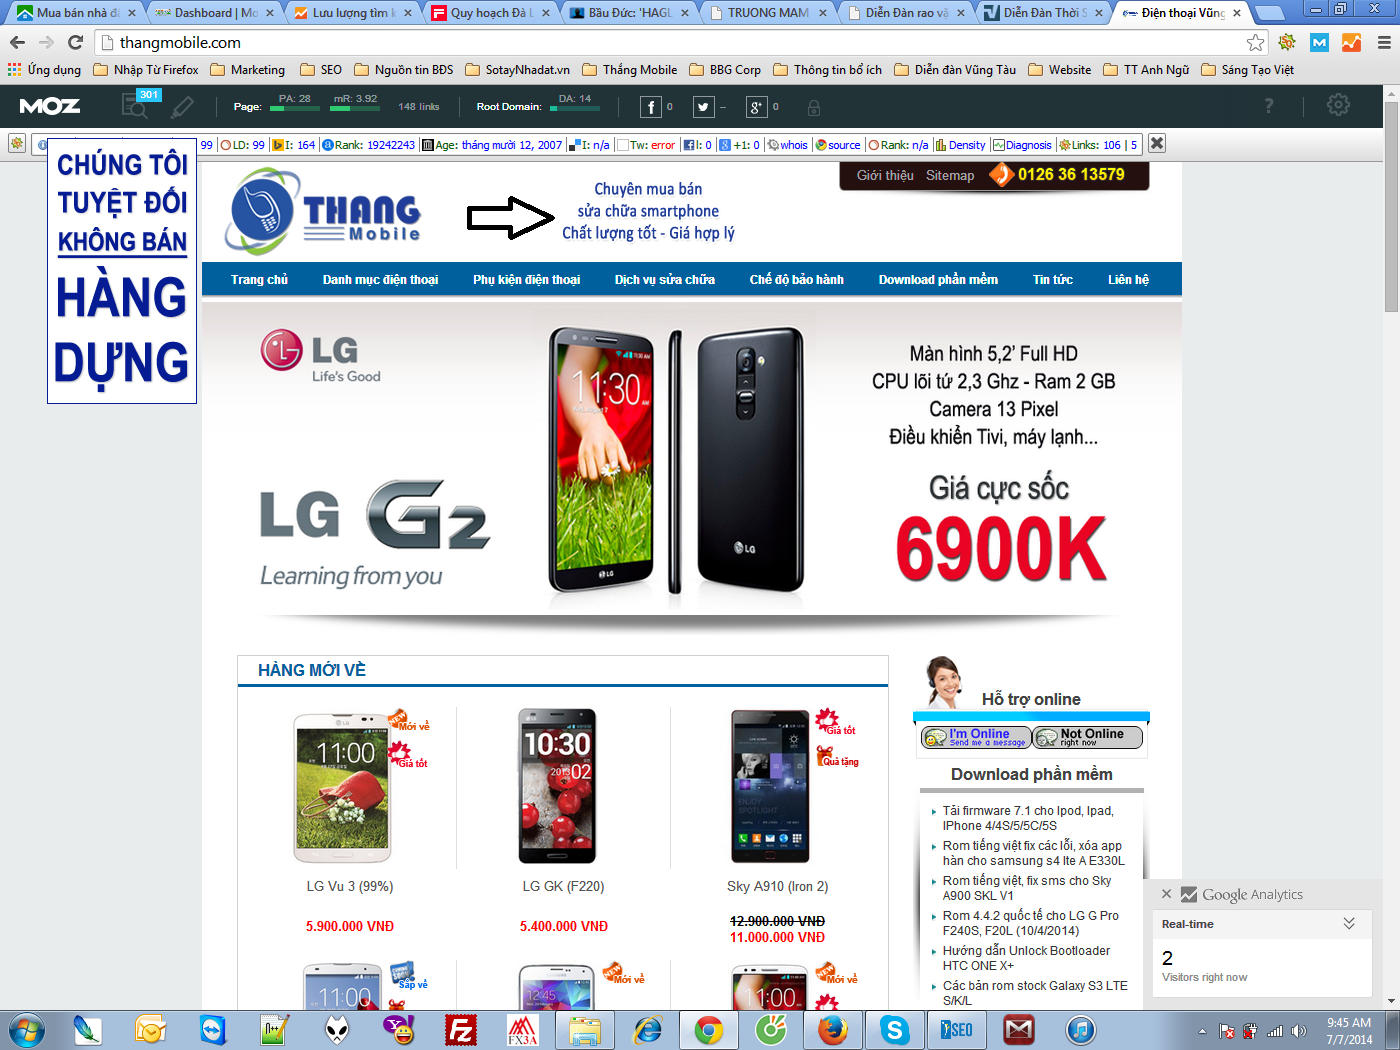 Mua bán nhà đ
Dashboard | Mo
Lưu lượng tìm k
Quy hoạch Đà L
Bầu Đức: 'HAGL
TRUONG MAM
Diễn Đàn rao vặ
Diễn Đàn Thời S
Điện thoại Vũng
thangmobile.com
Ứng dụng
Nhập Từ Firefox
Marketing
SEO
Nguồn tin BĐS
SotayNhadat.vn
Thắng Mobile
BBG Corp
Thông tin bổ ích
Diễn đàn Vũng Tàu
Website
TT Anh Ngữ
Sáng Tạo Việt
MOZ
301
Page:
PA: 28
mR: 3.92
148 links
Root Domain:
DA: 14
0
--
0
99
LD: 99
I: 164
Rank: 19242243
Age: tháng mười 12, 2007
I: n/a
Tw: error
l: 0
+1: 0
whois
source
Rank: n/a
Density
Diagnosis
Links: 106 | 5
CHÚNG TÔI
TUYỆT ĐỐI
KHÔNG BÁN
HÀNG
DỰNG
THANG
Mobile
Chuyên mua bán
sửa chữa smartphone
Chất lượng tốt - Giá hợp lý
Giới thiệu
Sitemap
0126 36 13579
Trang chủ
Danh mục điện thoại
Phụ kiện điện thoại
Dịch vụ sửa chữa
Chế độ bảo hành
Download phần mềm
Tin tức
Liên hệ
LG
Life's Good
LG G2
Learning from you
11:30
LG
LG
Màn hình 5,2' Full HD
CPU lõi tứ 2,3 Ghz - Ram 2 GB
Camera 13 Pixel
Điều khiển Tivi, máy lạnh...
Giá cực sốc
6900K
HÀNG MỚI VỀ
11:00
NEW
Mới về
Giá tốt
10:30
2013 02
Giá tốt
Quà tặng
LG Vu 3 (99%)
LG GK (F220)
Sky A910 (Iron 2)
5.900.000 VNĐ
5.400.000 VNĐ
12.900.000 VNĐ
11.000.000 VNĐ
11:00
Sắp về
12:45
NEW
Mới về
11:00
NEW
Mới về
Hỗ trợ online
I'm Online
Send me a message
Not Online
right now
Download phần mềm
Tải firmware 7.1 cho Ipod, Ipad,
IPhone 4/4S/5/5C/5S
Rom tiếng việt fix các lỗi, xóa app
hàn cho samsung s4 lte A E330L
Rom tiếng việt, fix sms cho Sky
A900 SKL V1
Rom 4.4.2 quốc tế cho LG G Pro
F240S, F20L (10/4/2014)
Hướng dẫn Unlock Bootloader
HTC ONE X+
Các bản rom stock Galaxy S3 LTE
S/K/L
Google Analytics
Real-time
2
Visitors right now
FX3A
SEO
9:45 AM
7/7/2014